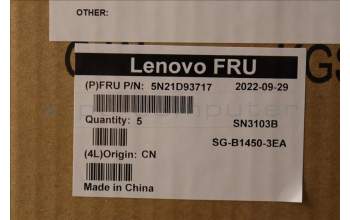 OTHER:
Lenovo FRU
(P)FRU P/N: 5N21D93717 2022-09-29
Quantity: 5 SN3103B
SG-B1450-3EA
(4L)Origin: CN
Made in China